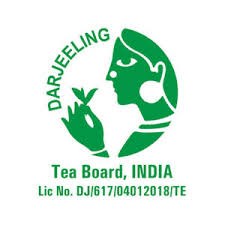 DARJEELING
Tea Board, INDIA
Lic No. DJ/617/04012018/TE